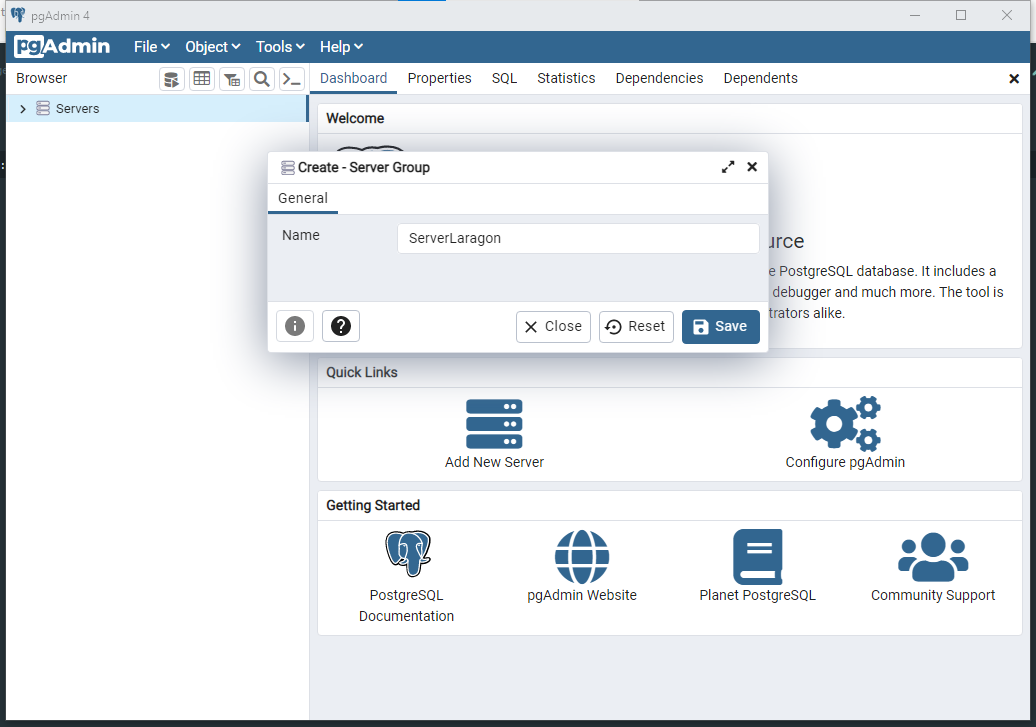 pgAdmin 4
pgAdmin File Object Tools Help
Browser
Dashboard Properties SQL Statistics Dependencies Dependents
Servers
Welcome
Create - Server Group
General
Name
ServerLaragon
urce
e PostgreSQL database. It includes a
debugger and much more. The tool is
trators alike.
Close Reset Save
Quick Links
Add New Server
Configure pgAdmin
Getting Started
PostgreSQL
Documentation
pgAdmin Website
Planet PostgreSQL
Community Support